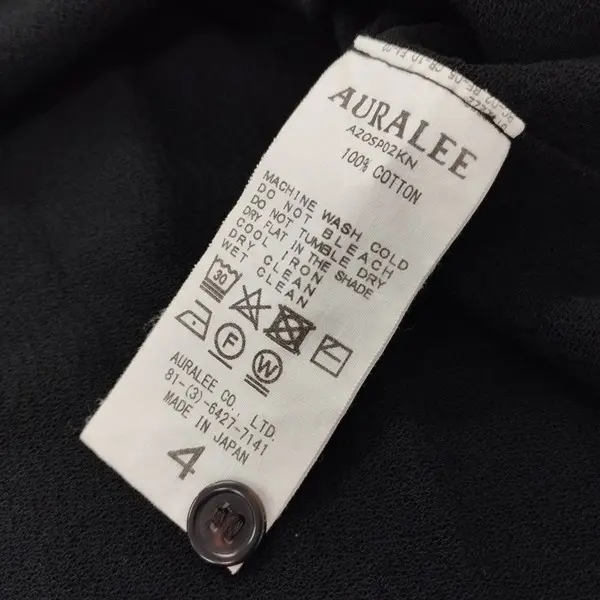 AURALEE
A20SP02KN
100% COTTON
MACHINE WASH COLD
DO NOT BLEACH
DO NOT TUMBLE DRY
DRY FLAT IN THE SHADE
COOL IRON
DRY CLEAN
WET CLEAN
30
F
W
AURALEE CO., LTD.
81-(3)-6427-7141
MADE IN JAPAN
4